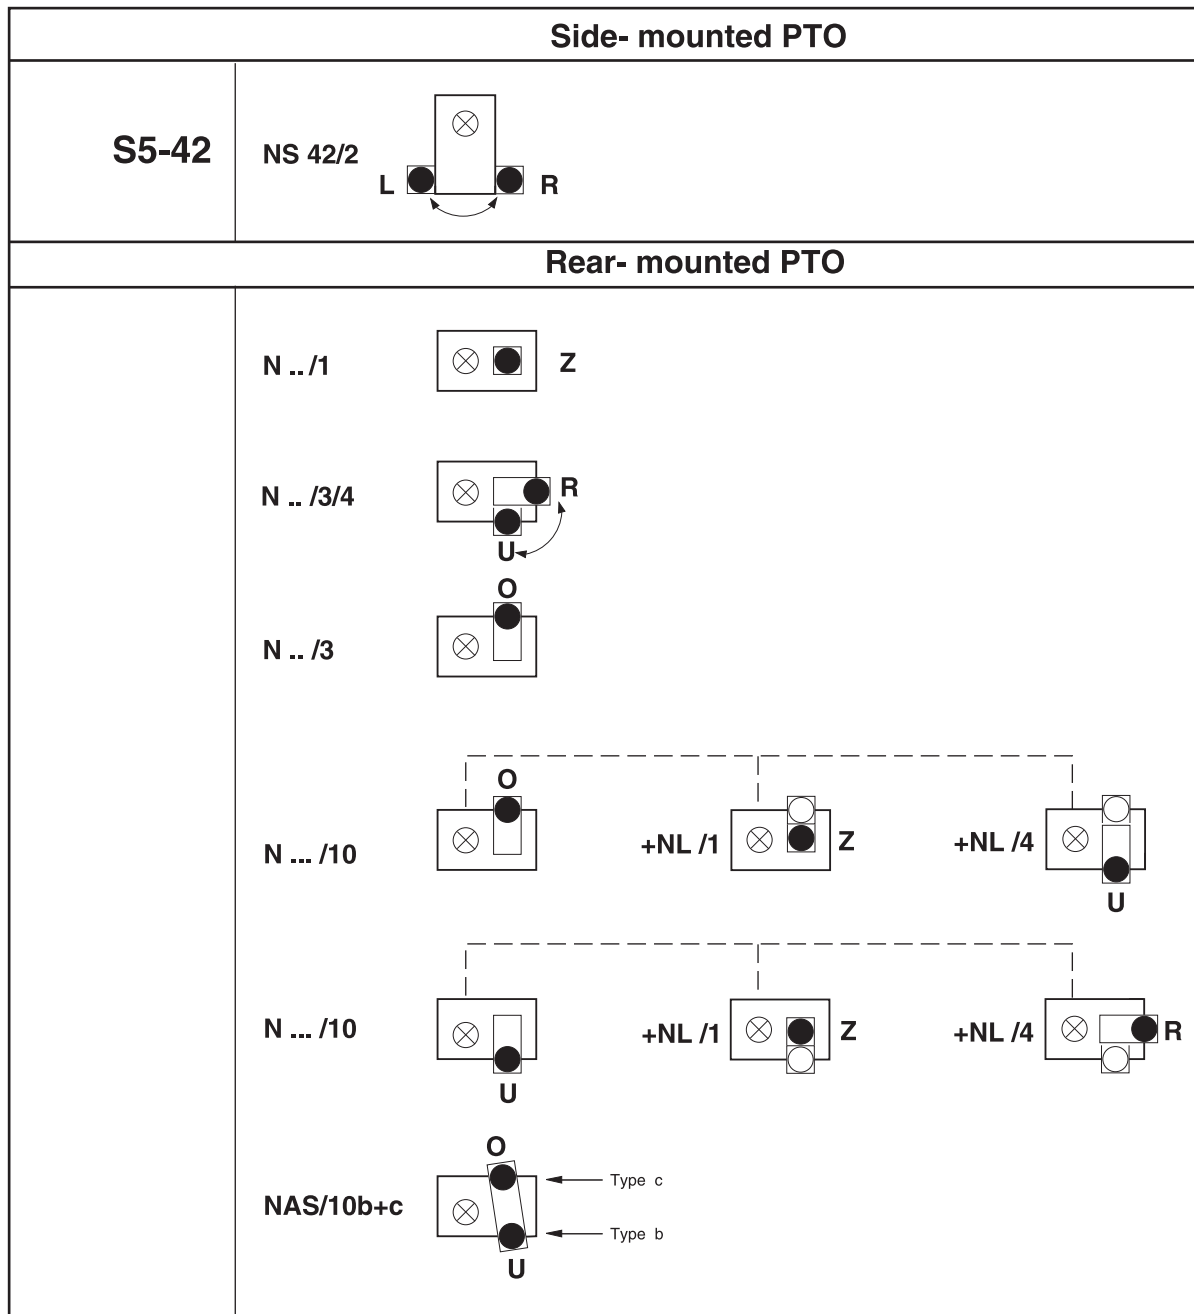 Side- mounted PTO
S5-42
NS 42/2
L
R
Rear- mounted PTO
N .. /1
Z
N .. /3/4
R
U
O
N .. /3
O
N ... /10
+NL /1
Z
+NL /4
U
N ... /10
U
+NL /1
Z
+NL /4
R
O
NAS/10b+c
Type c
Type b
U